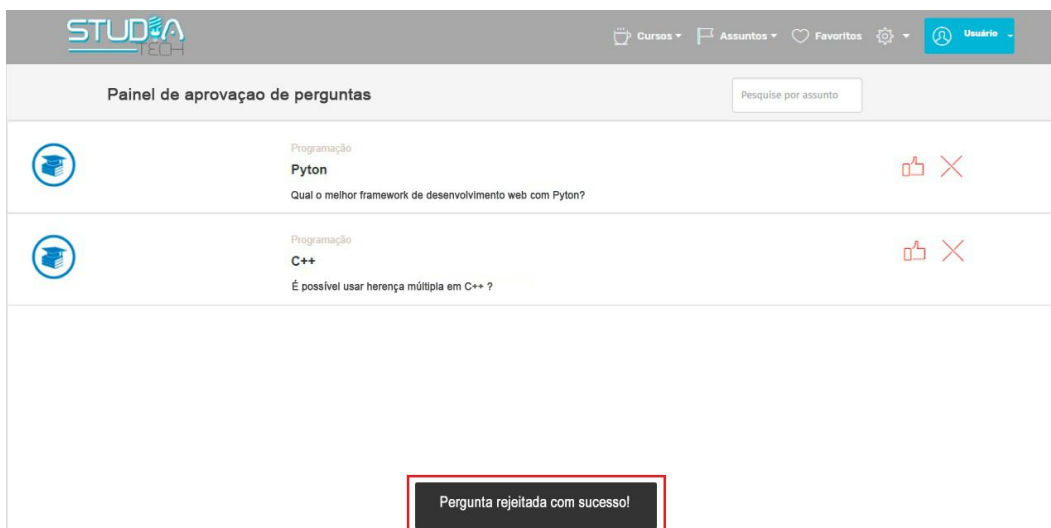 STUDIA
TECH
Cursos
Assuntos
Favoritos
Usuário
Painel de aprovaçao de perguntas
Pesquise por assunto
Programação
Pyton
Qual o melhor framework de desenvolvimento web com Pyton?
Programação
C++
É possível usar herença múltipla em C++ ?
Pergunta rejeitada com sucesso!